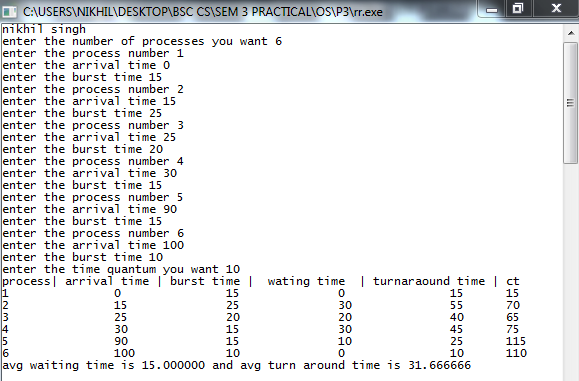 C:\USERS\NIKHIL\DESKTOP\BSC CS\SEM 3 PRACTICAL\OS\P3\rr.exe
nikhil singh
enter the number of processes you want 6
enter the process number 1
enter the arrival time 0
enter the burst time 15
enter the process number 2
enter the arrival time 15
enter the burst time 25
enter the process number 3
enter the arrival time 25
enter the burst time 20
enter the process number 4
enter the arrival time 30
enter the burst time 15
enter the process number 5
enter the arrival time 90
enter the burst time 15
enter the process number 6
enter the arrival time 100
enter the burst time 10
enter the time quantum you want 10
process| arrival time | burst time | wating time | turnaraound time | ct
1 0 15 0 15 15
2 15 25 30 55 70
3 25 20 20 40 65
4 30 15 30 45 75
5 90 15 10 25 115
6 100 10 0 10 110
avg waiting time is 15.000000 and avg turn around time is 31.666666